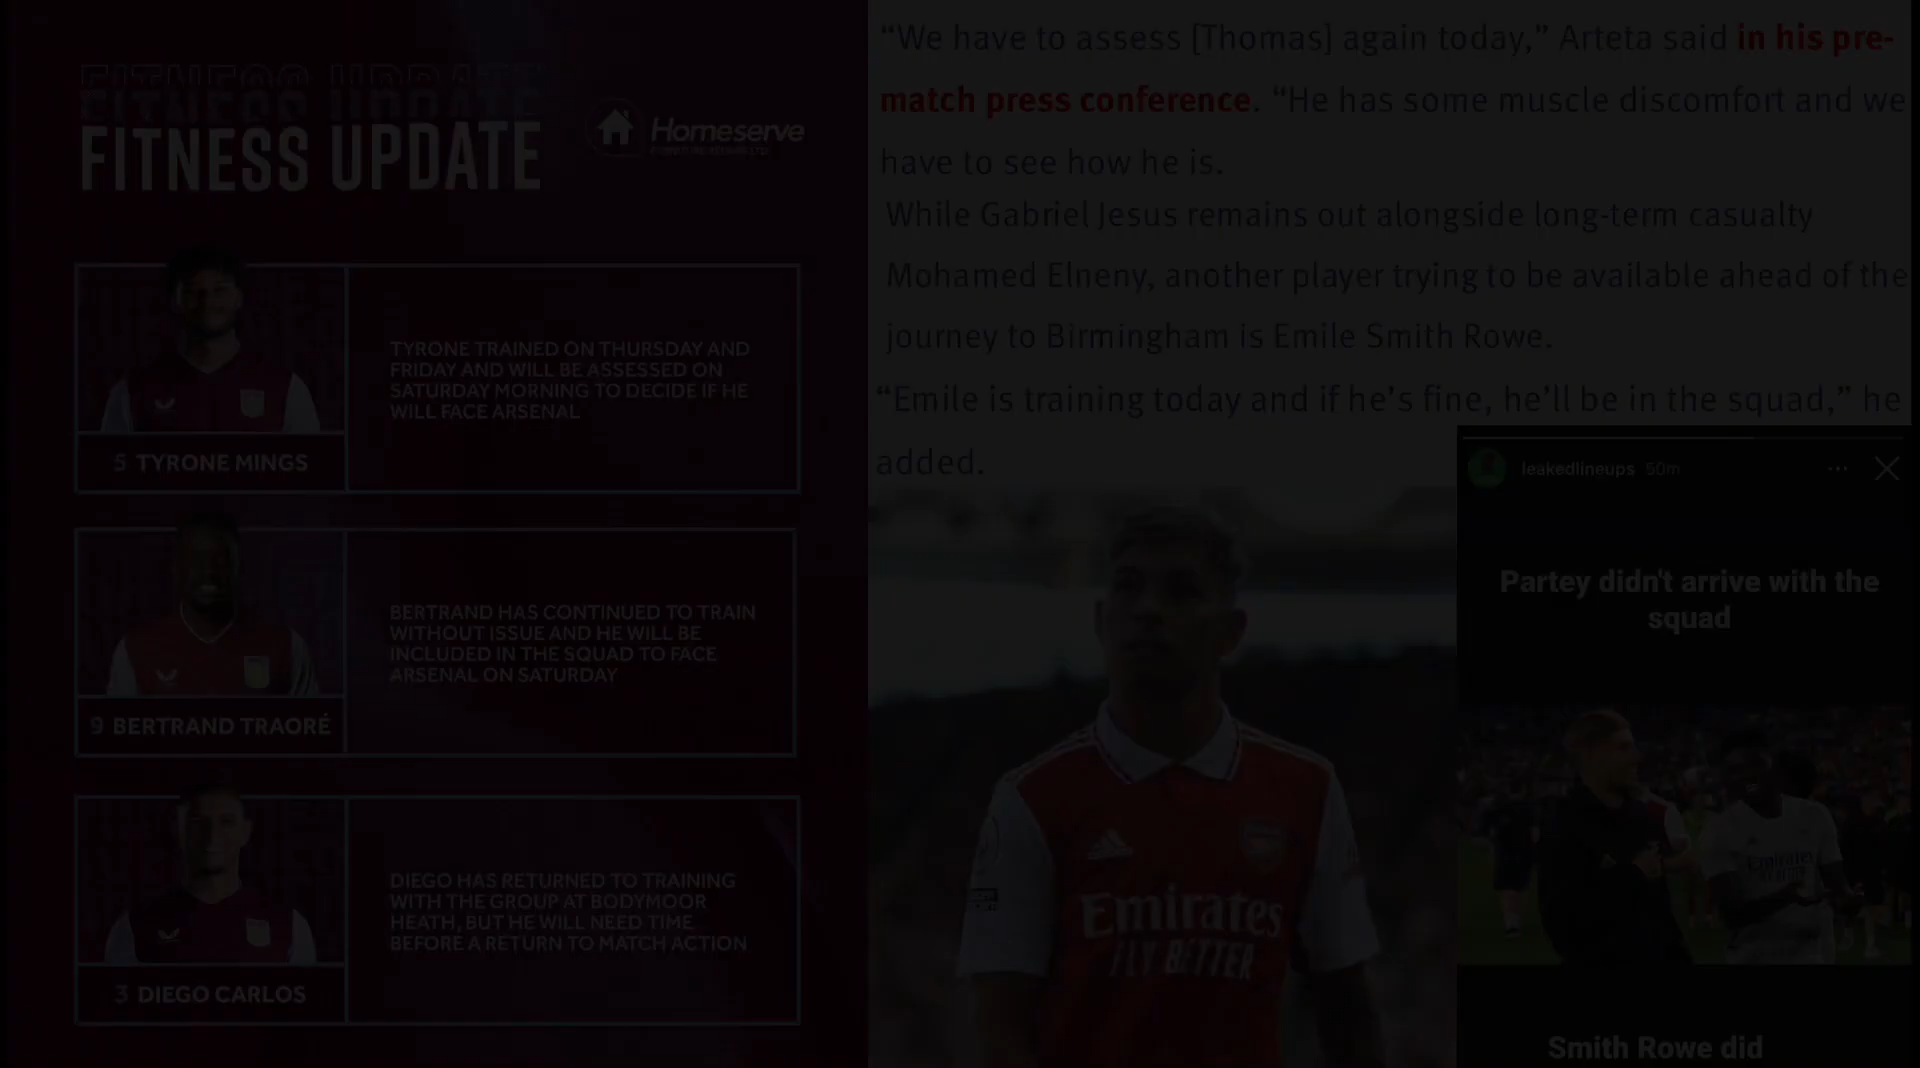 FITNESS UPDATE
FITNESS UPDATE
FITNESS UPDATE
Homeserve
TYRONE TRAINED ON THURSDAY AND
FRIDAY AND WILL BE ASSESSED ON
SATURDAY MORNING TO DECIDE IF HE
WILL FACE ARSENAL
5 TYRONE MINGS
BERTRAND HAS CONTINUED TO TRAIN
WITHOUT ISSUE AND HE WILL BE
INCLUDED IN THE SQUAD TO FACE
ARSENAL ON SATURDAY
9 BERTRAND TRAORÉ
DIEGO HAS RETURNED TO TRAINING
WITH THE GROUP AT BODYMOOR
HEATH, BUT HE WILL NEED TIME
BEFORE A RETURN TO MATCH ACTION
3 DIEGO CARLOS
“We have to assess [Thomas] again today,” Arteta said in his pre-
match press conference. “He has some muscle discomfort and we
have to see how he is.
While Gabriel Jesus remains out alongside long-term casualty
Mohamed Elneny, another player trying to be available ahead of the
journey to Birmingham is Emile Smith Rowe.
“Emile is training today and if he’s fine, he’ll be in the squad,” he
added.
Emirates
FLY BETTER
leakedlineups 50m
Partey didn't arrive with the
squad
Emirates
Smith Rowe did